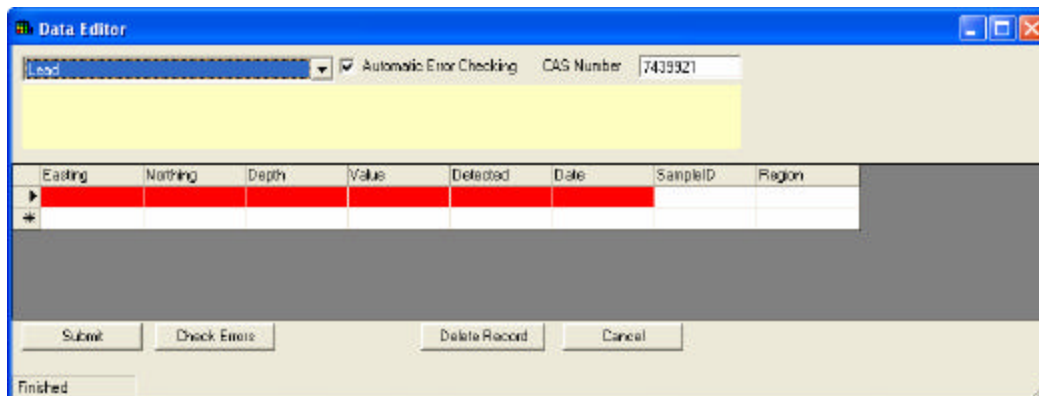 Data Editor
Lead Automatic Error Checking CAS Number 7439921
Easting Northing Depth Value Detected Date SampleID Region
Submit Check Errors Delete Record Cancel
Finished